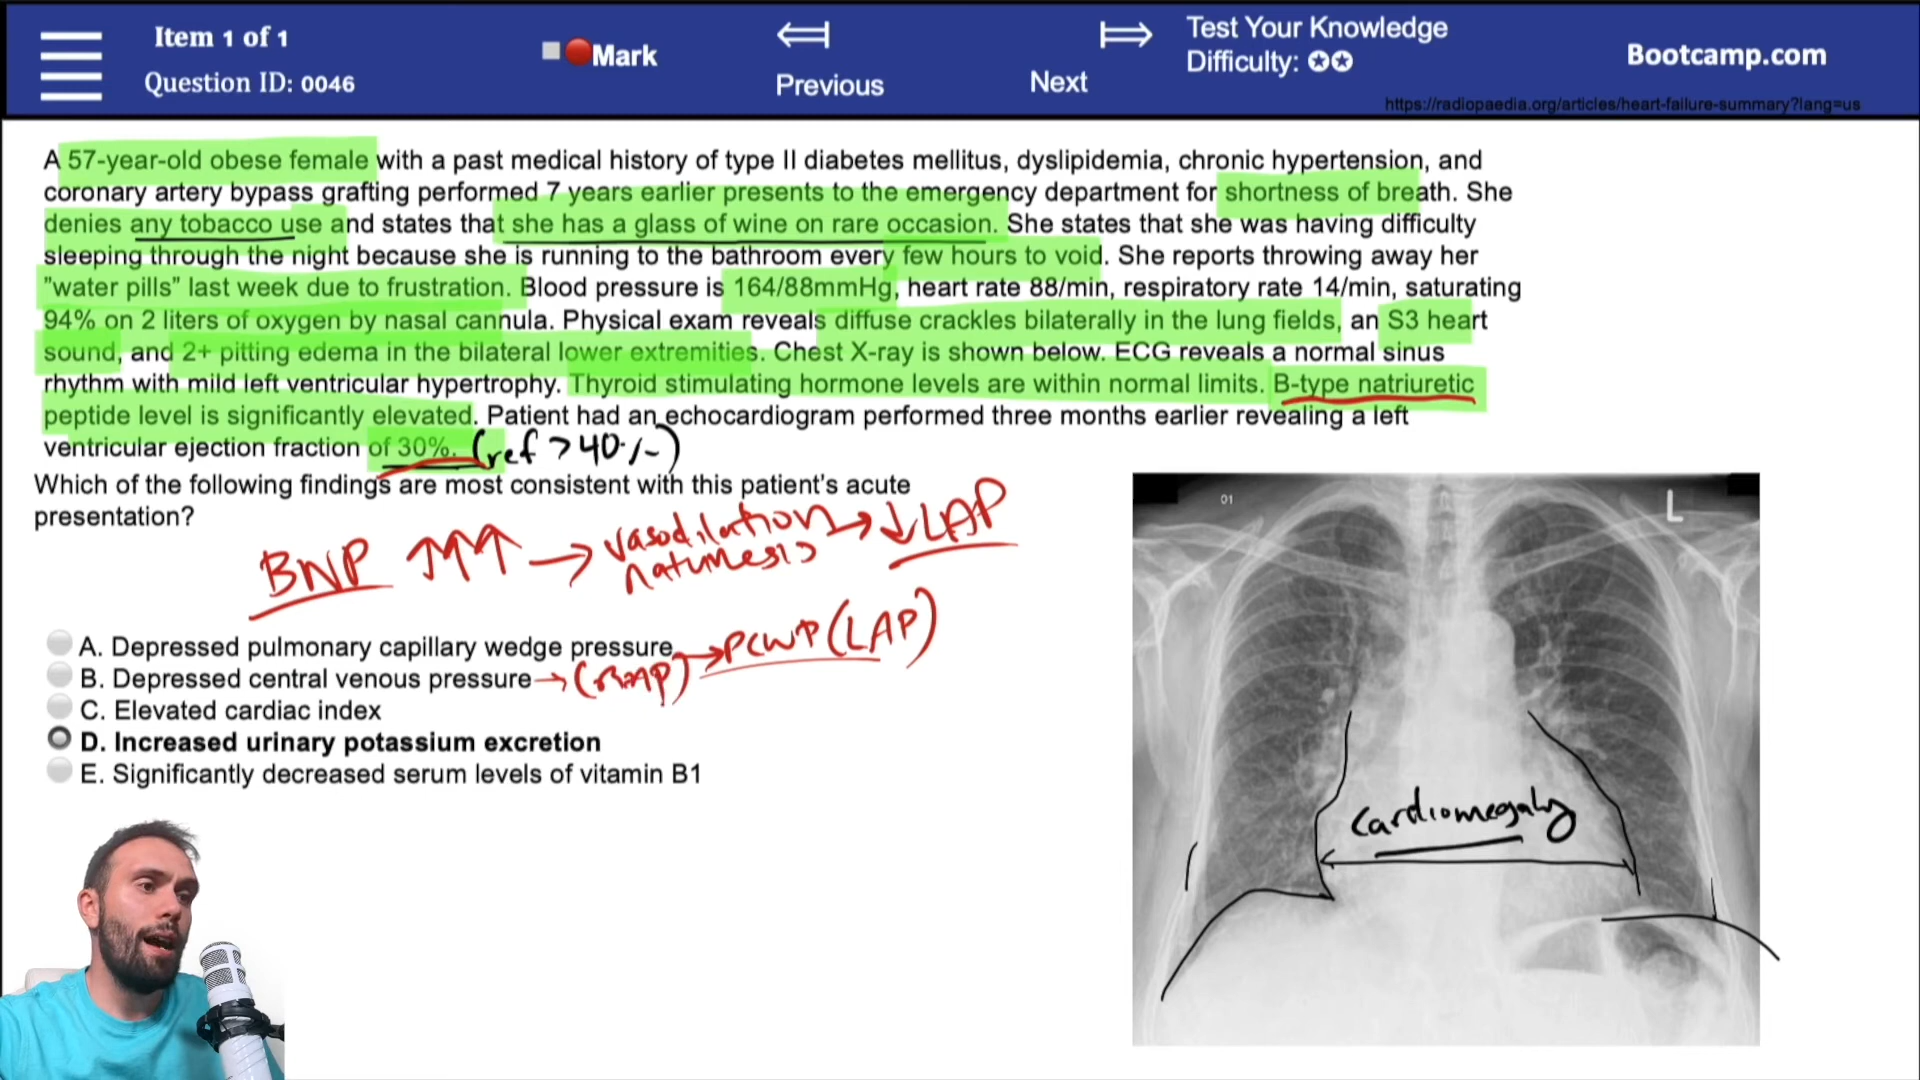 Item 1 of 1
Question ID: 0046
Mark
Previous
Next
Test Your Knowledge
Difficulty: ✪✪
Bootcamp.com
https://radiopaedia.org/articles/heart-failure-summary?lang=us
A 57-year-old obese female with a past medical history of type II diabetes mellitus, dyslipidemia, chronic hypertension, and
coronary artery bypass grafting performed 7 years earlier presents to the emergency department for shortness of breath. She
denies any tobacco use and states that she has a glass of wine on rare occasion. She states that she was having difficulty
sleeping through the night because she is running to the bathroom every few hours to void. She reports throwing away her
"water pills" last week due to frustration. Blood pressure is 164/88mmHg, heart rate 88/min, respiratory rate 14/min, saturating
94% on 2 liters of oxygen by nasal cannula. Physical exam reveals diffuse crackles bilaterally in the lung fields, an S3 heart
sound, and 2+ pitting edema in the bilateral lower extremities. Chest X-ray is shown below. ECG reveals a normal sinus
rhythm with mild left ventricular hypertrophy. Thyroid stimulating hormone levels are within normal limits. B-type natriuretic
peptide level is significantly elevated. Patient had an echocardiogram performed three months earlier revealing a left
ventricular ejection fraction of 30%. (ref >40%)
Which of the following findings are most consistent with this patient's acute
presentation?
BNP ↑↑↑ → vasodilation → ↓LAP
natriuresis
A. Depressed pulmonary capillary wedge pressure → PCWP (LAP)
B. Depressed central venous pressure → (RAP)
C. Elevated cardiac index
D. Increased urinary potassium excretion
E. Significantly decreased serum levels of vitamin B1
01
L
Cardiomegaly